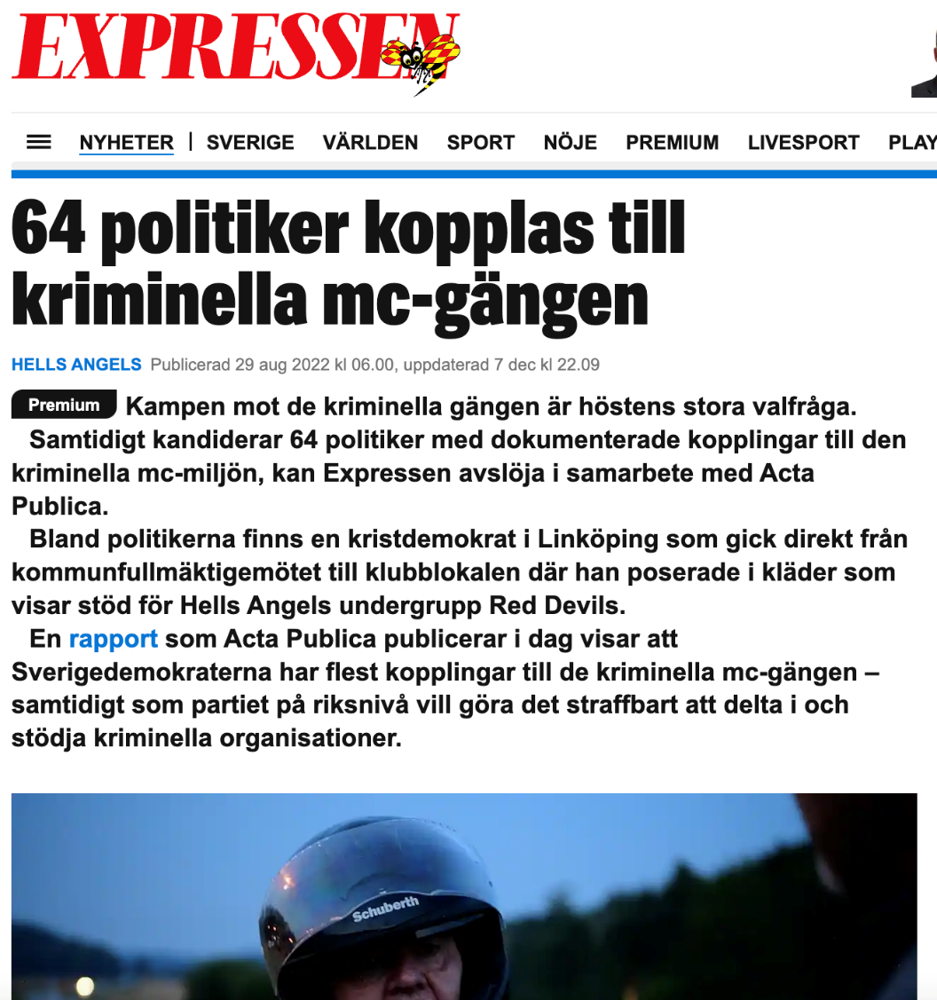 EXPRESSEN
NYHETER | SVERIGE VÄRLDEN SPORT NÖJE PREMIUM LIVESPORT PLAY
64 politiker kopplas till
kriminella mc-gängen
HELLS ANGELS Publicerad 29 aug 2022 kl 06.00, uppdaterad 7 dec kl 22.09
Premium Kampen mot de kriminella gängen är höstens stora valfråga.
Samtidigt kandiderar 64 politiker med dokumenterade kopplingar till den
kriminella mc-miljön, kan Expressen avslöja i samarbete med Acta
Publica.
Bland politikerna finns en kristdemokrat i Linköping som gick direkt från
kommunfullmäktigemötet till klubblokalen där han poserade i kläder som
visar stöd för Hells Angels undergrupp Red Devils.
En rapport som Acta Publica publicerar i dag visar att
Sverigedemokraterna har flest kopplingar till de kriminella mc-gängen –
samtidigt som partiet på riksnivå vill göra det straffbart att delta i och
stödja kriminella organisationer.
Schuberth